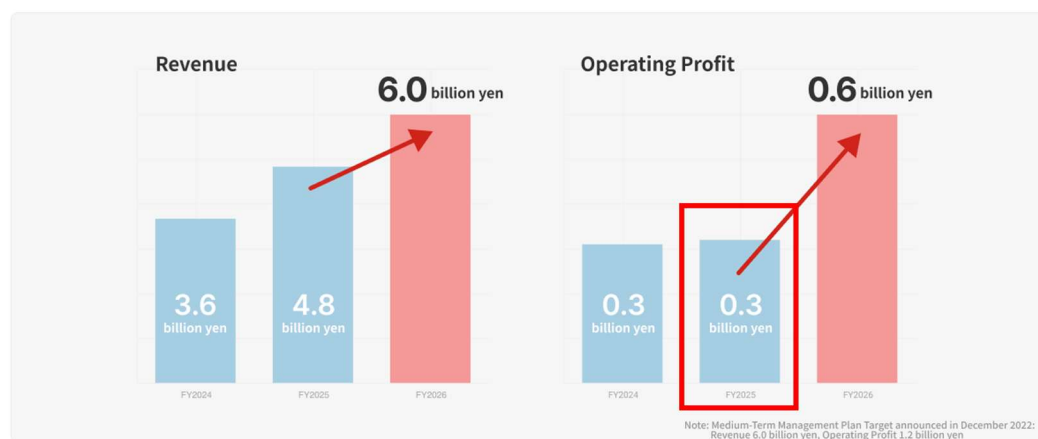 Revenue
6.0 billion yen
3.6
billion yen
4.8
billion yen
FY2024
FY2025
FY2026
Operating Profit
0.6 billion yen
0.3
billion yen
0.3
billion yen
FY2024
FY2025
FY2026
Note: Medium-Term Management Plan Target announced in December 2022:
Revenue 6.0 billion yen, Operating Profit 1.2 billion yen